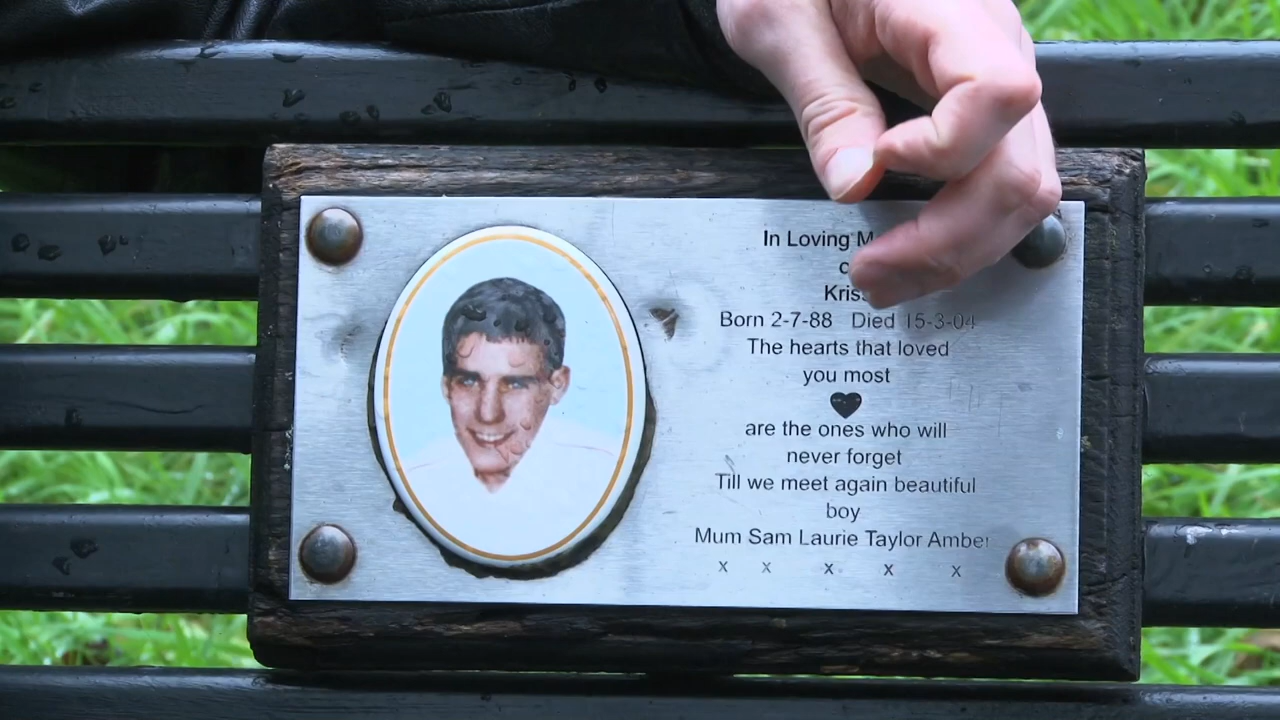 In Loving
Born 2-7-88 Died 15-3-04
The hearts that loved
you most
are the ones who will
never forget
Till we meet again beautiful
boy
Mum Sam Laurie Taylor Amber
x x x x x